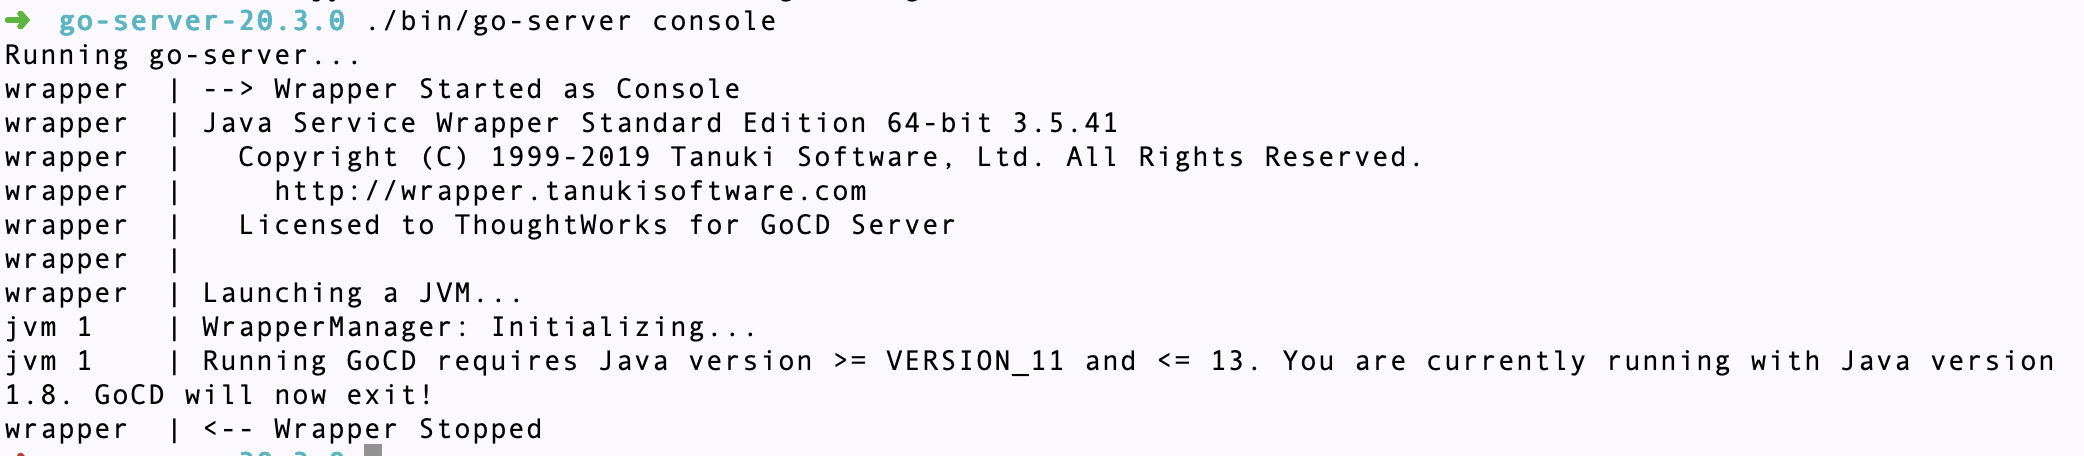 ➜  go-server-20.3.0 ./bin/go-server console
Running go-server...
wrapper  | --> Wrapper Started as Console
wrapper  | Java Service Wrapper Standard Edition 64-bit 3.5.41
wrapper  |   Copyright (C) 1999-2019 Tanuki Software, Ltd. All Rights Reserved.
wrapper  |     http://wrapper.tanukisoftware.com
wrapper  |   Licensed to ThoughtWorks for GoCD Server
wrapper  |
wrapper  | Launching a JVM...
jvm 1    | WrapperManager: Initializing...
jvm 1    | Running GoCD requires Java version >= VERSION_11 and <= 13. You are currently running with Java version
1.8. GoCD will now exit!
wrapper  | <-- Wrapper Stopped